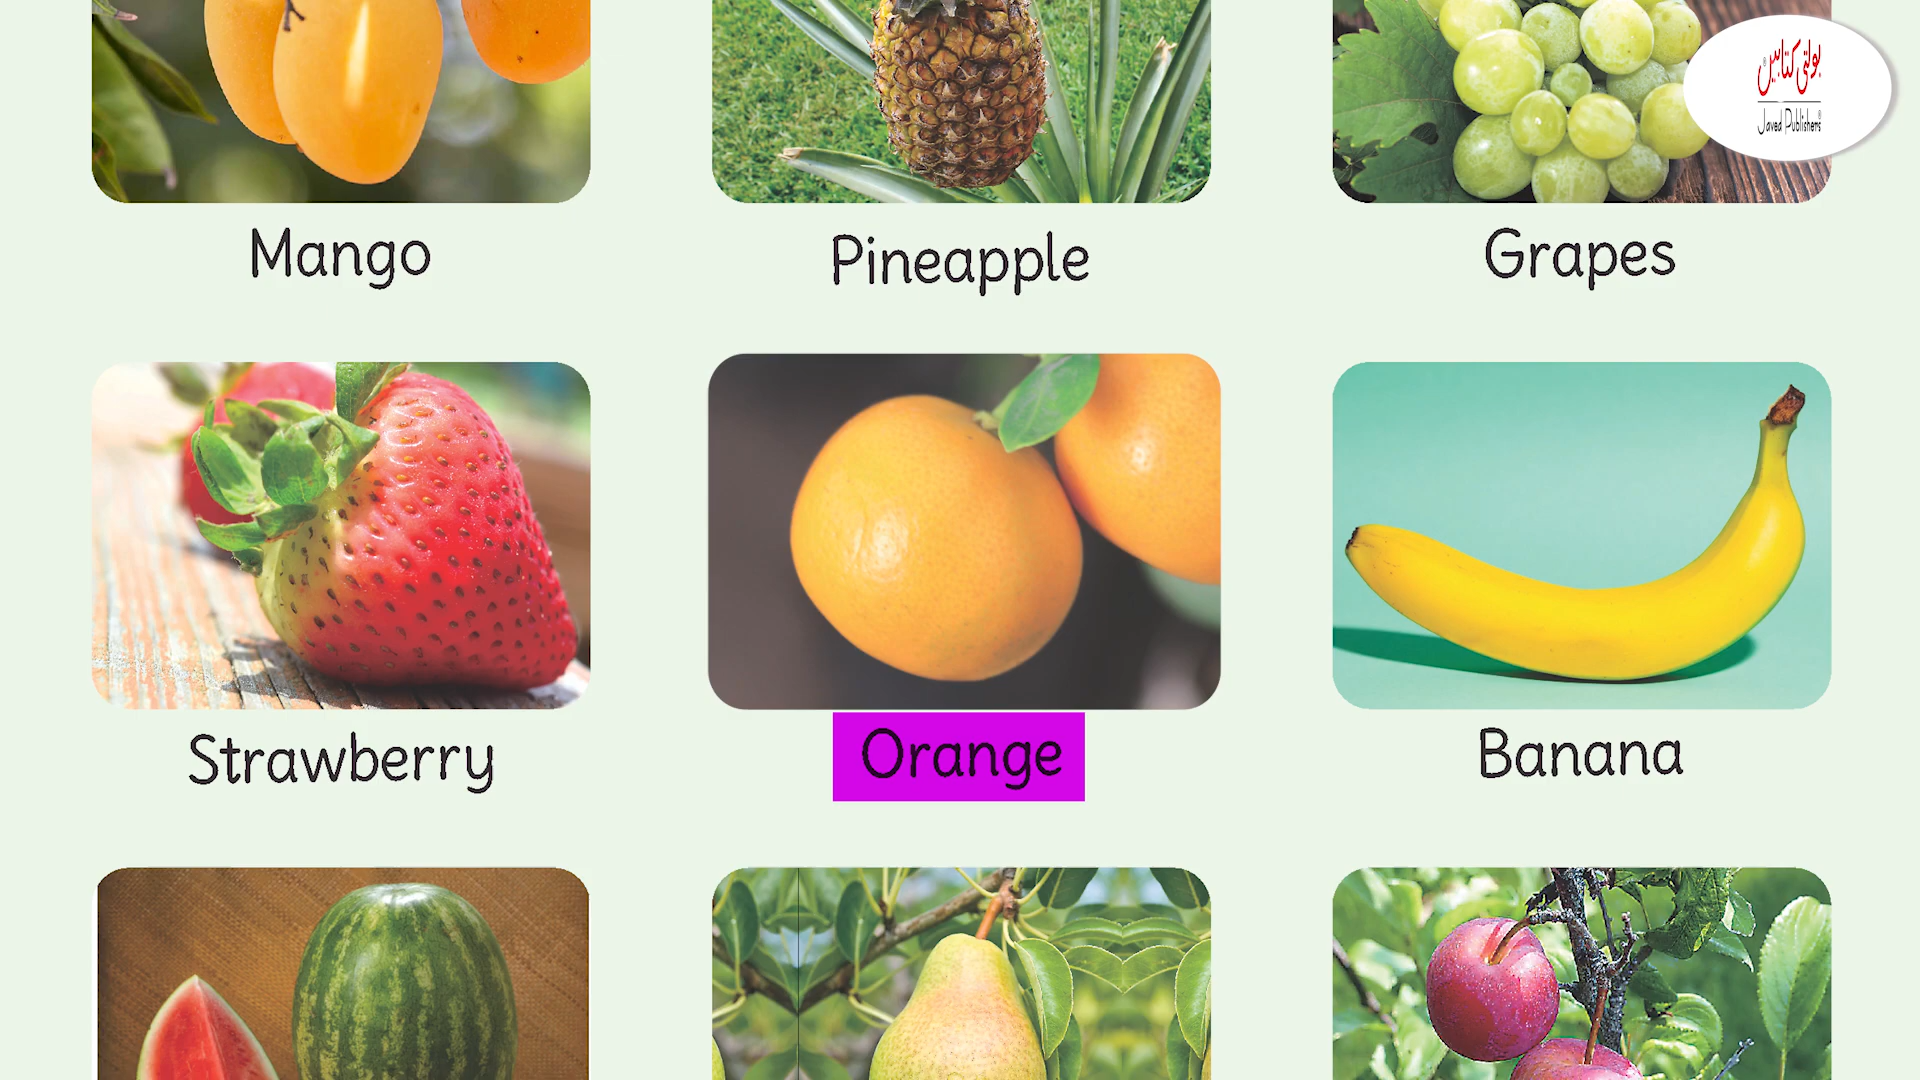 بولتی کتابیں
Javed Publishers
Mango
Pineapple
Grapes
Strawberry
Orange
Banana